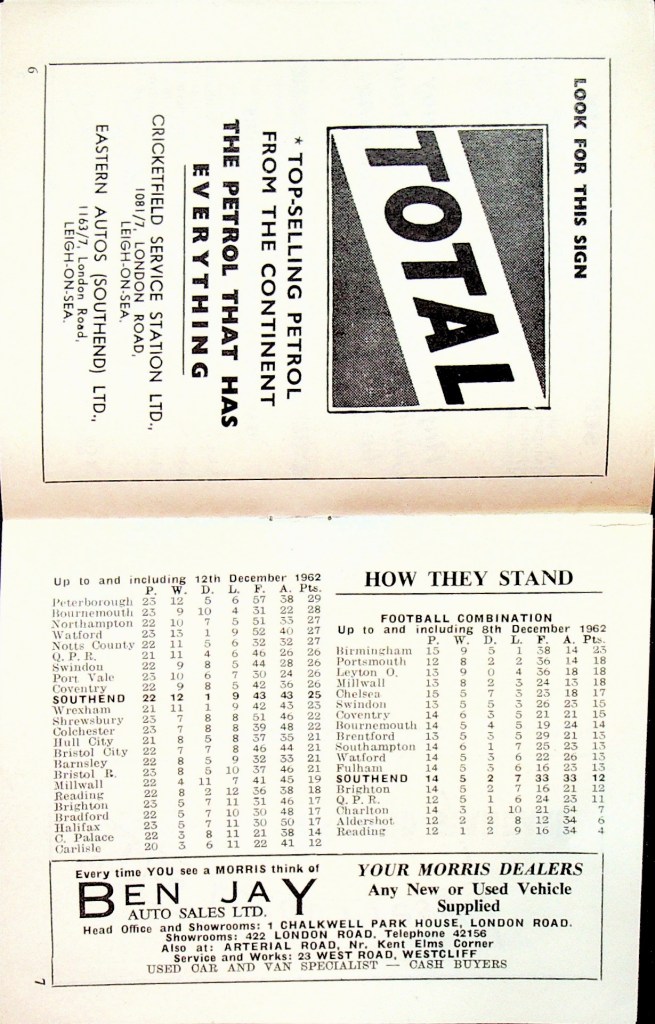 6
LOOK FOR THIS SIGN
TOTAL
* TOP-SELLING PETROL
FROM THE CONTINENT
THE PETROL THAT HAS
EVERYTHING
CRICKETFIELD SERVICE STATION LTD.,
1081/7, LONDON ROAD,
LEIGH-ON-SEA.
EASTERN AUTOS (SOUTHEND) LTD.,
1163/7, London Road,
LEIGH-ON-SEA.
Up to and including 12th December 1962
P. W. D. L. F. A. Pts.
Peterborough 23 12 5 6 57 38 29
Bournemouth 23 9 10 4 31 22 28
Northampton 22 10 7 5 51 33 27
Watford 23 13 1 9 52 40 27
Notts County 22 11 5 6 32 32 27
Q. P. R. 21 11 4 6 46 26 26
Swindon 22 9 8 5 44 28 26
Port Vale 23 10 6 7 30 24 26
Coventry 22 9 8 5 42 36 26
SOUTHEND 22 12 1 9 43 43 25
Wrexham 21 11 1 9 42 43 23
Shrewsbury 23 7 8 8 51 46 22
Colchester 23 7 8 8 39 48 22
Hull City 21 8 5 8 37 35 21
Bristol City 22 7 7 8 46 44 21
Barnsley 22 8 5 9 32 33 21
Bristol R. 23 8 5 10 37 46 21
Millwall 22 4 11 7 41 45 19
Reading 22 8 2 12 36 38 18
Brighton 23 5 7 11 31 46 17
Bradford 22 5 7 10 30 48 17
Halifax 23 5 7 11 30 50 17
C. Palace 22 3 8 11 21 38 14
Carlisle 20 3 6 11 22 41 12
HOW THEY STAND
FOOTBALL COMBINATION
Up to and including 8th December 1962
P. W. D. L. F. A. Pts.
Birmingham 15 9 5 1 38 14 23
Portsmouth 12 8 2 2 36 14 18
Leyton O. 13 9 0 4 36 18 18
Millwall 13 8 2 3 24 13 18
Chelsea 15 5 7 3 23 18 17
Swindon 13 5 5 3 26 23 15
Coventry 14 6 3 5 21 21 15
Bournemouth 14 5 4 5 19 24 14
Brentford 13 5 3 5 29 21 13
Southampton 14 6 1 7 25 23 13
Watford 14 5 3 6 22 26 13
Fulham 14 5 3 6 16 23 13
SOUTHEND 14 5 2 7 33 33 12
Brighton 14 5 2 7 16 21 12
Q. P. R. 12 5 1 6 24 23 11
Charlton 14 3 1 10 21 54 7
Aldershot 12 2 2 8 12 34 6
Reading 12 1 2 9 16 34 4
Every time YOU see a MORRIS think of
BEN JAY
AUTO SALES LTD.
YOUR MORRIS DEALERS
Any New or Used Vehicle
Supplied
Head Office and Showrooms: 1 CHALKWELL PARK HOUSE, LONDON ROAD.
Showrooms: 422 LONDON ROAD. Telephone 42156
Also at: ARTERIAL ROAD, Nr. Kent Elms Corner
Service and Works: 23 WEST ROAD, WESTCLIFF
USED CAR AND VAN SPECIALIST — CASH BUYERS
7